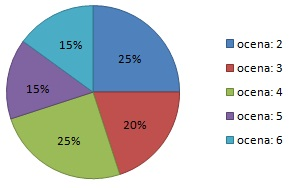 15%
25%
15%
20%
25%
ocena: 2
ocena: 3
ocena: 4
ocena: 5
ocena: 6